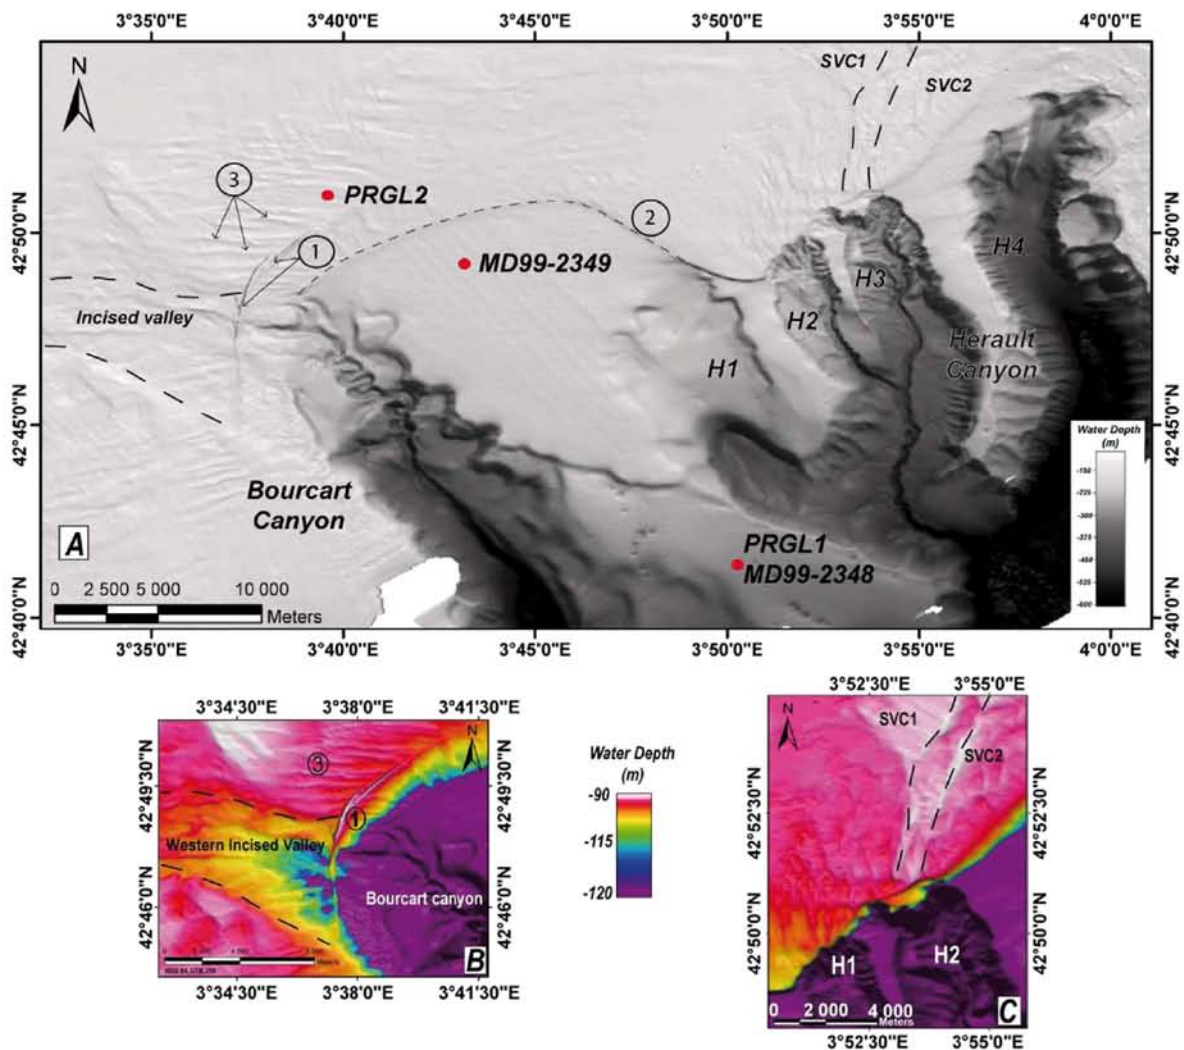 3°35'0"E 3°40'0"E 3°45'0"E 3°50'0"E 3°55'0"E 4°0'0"E
N
SVC1
SVC2
3
PRGL2
42°50'0"N
2
42°50'0"N
1
MD99-2349
H4
H3
Incised valley
H2
Herault
Canyon
H1
42°45'0"N
Water Depth
(m)
42°45'0"N
Bourcart
Canyon
-150
-225
-300
-375
-450
-525
-600
A
PRGL1
MD99-2348
0 2 500 5 000 10 000
Meters
42°40'0"N
42°40'0"N
3°35'0"E 3°40'0"E 3°45'0"E 3°50'0"E 3°55'0"E 4°0'0"E
3°34'30"E 3°38'0"E 3°41'30"E
N
3
42°49'30"N
42°49'30"N
1
Western Incised Valley
Bourcart canyon
42°46'0"N
42°46'0"N
Meters
B
3°34'30"E 3°38'0"E 3°41'30"E
Water Depth
(m)
-90
-115
-120
3°52'30"E 3°55'0"E
N
SVC1
SVC2
42°52'30"N
42°52'30"N
42°50'0"N
42°50'0"N
H1
H2
0 2 000 4 000
Meters
C
3°52'30"E 3°55'0"E